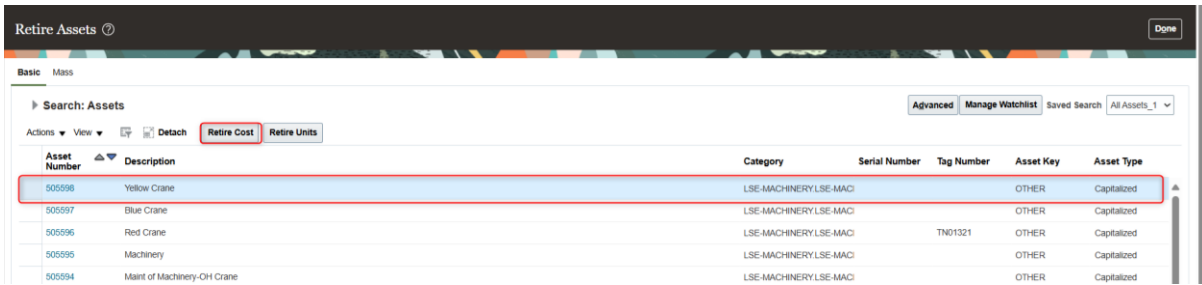 Retire Assets
Done
Basic Mass
Search: Assets
Advanced Manage Watchlist Saved Search All Assets_1
Actions View Detach Retire Cost Retire Units
Asset Number Description Category Serial Number Tag Number Asset Key Asset Type
505598 Yellow Crane LSE-MACHINERY.LSE-MACI OTHER Capitalized
505597 Blue Crane LSE-MACHINERY.LSE-MACI OTHER Capitalized
505596 Red Crane LSE-MACHINERY.LSE-MACI TN01321 OTHER Capitalized
505595 Machinery LSE-MACHINERY.LSE-MACI OTHER Capitalized
505594 Maint of Machinery-OH Crane LSE-MACHINERY.LSE-MACI OTHER Capitalized